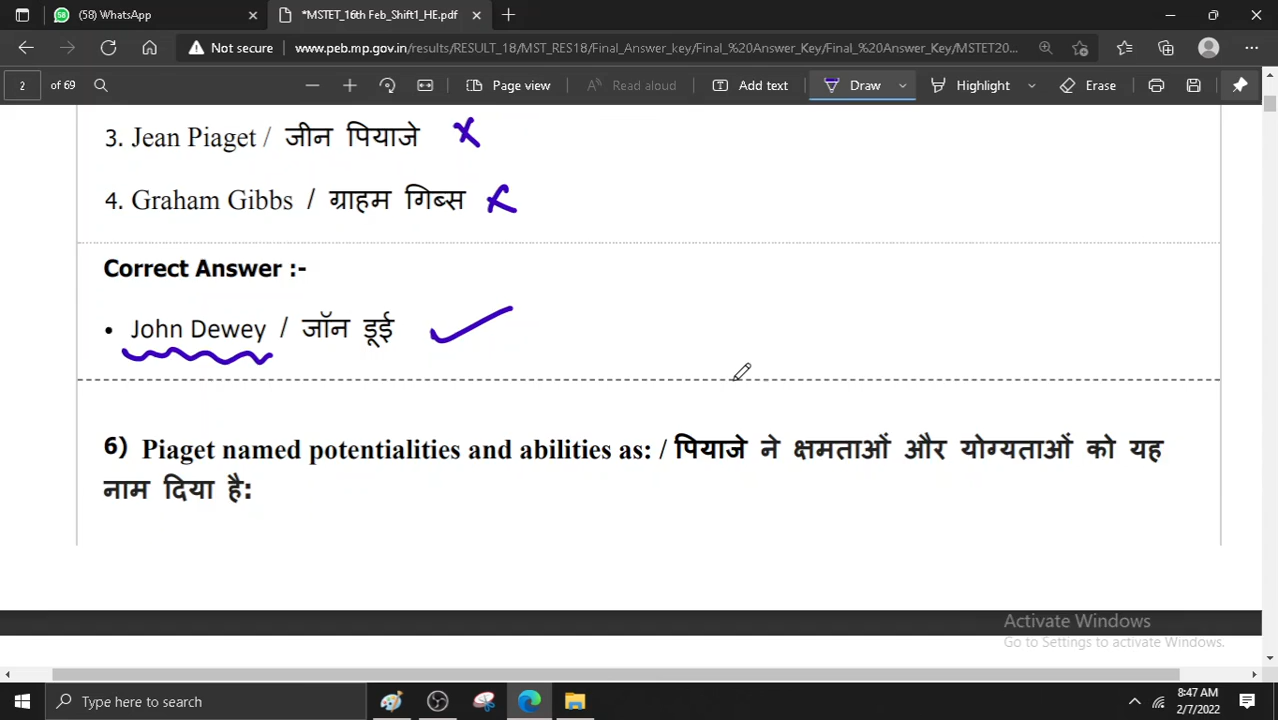 (58) WhatsApp
*MSTET_16th Feb_Shift1_HE.pdf
Not secure
www.peb.mp.gov.in/results/RESULT_18/MST_RES18/Final_Answer_key/Final_%20Answer_Key/Final_%20Answer_Key/MSTET20...
2 of 69
Page view
Read aloud
Add text
Draw
Highlight
Erase
3. Jean Piaget / जीन पियाजे
4. Graham Gibbs / ग्राहम गिब्स
Correct Answer :-
• John Dewey / जॉन डूई
6) Piaget named potentialities and abilities as: / पियाजे ने क्षमताओं और योग्यताओं को यह
नाम दिया है:
Activate Windows
Go to Settings to activate Windows.
Type here to search
8:47 AM
2/7/2022